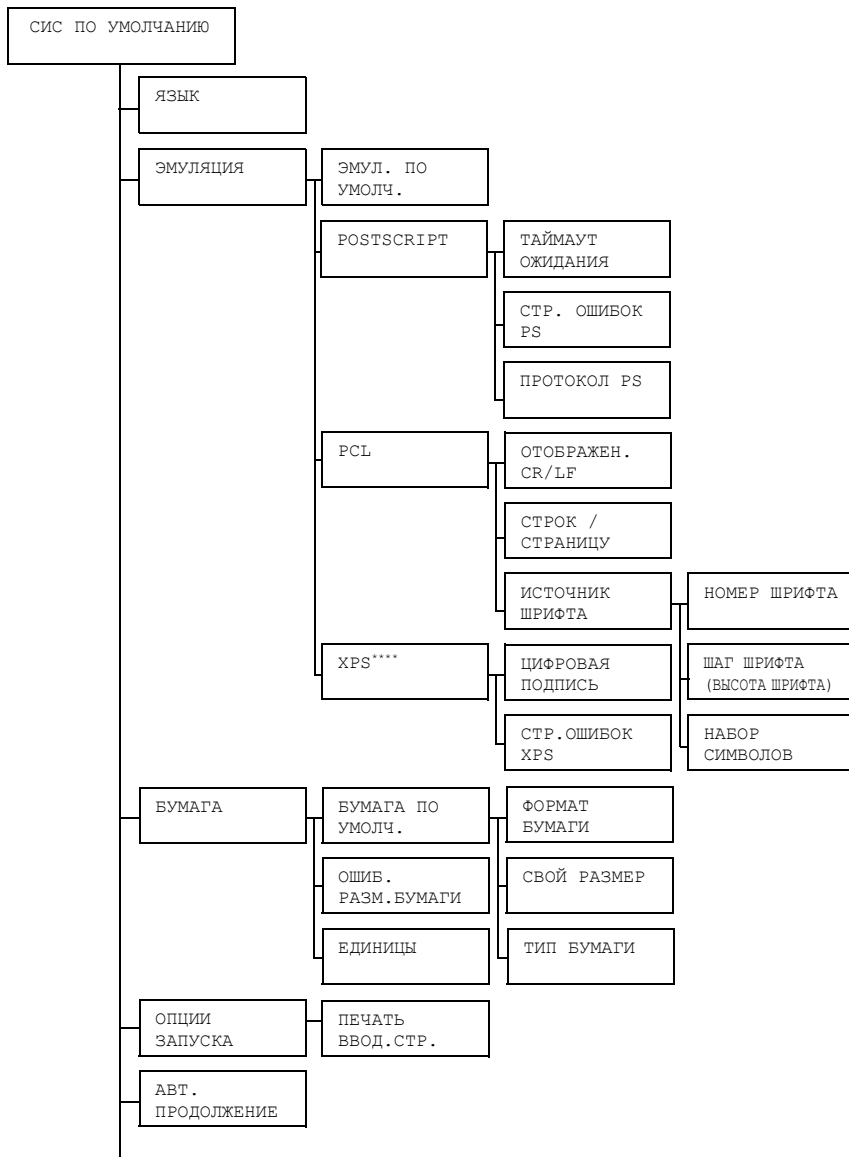 СИС ПО УМОЛЧАНИЮ
ЯЗЫК
ЭМУЛЯЦИЯ
ЭМУЛ. ПО
УМОЛЧ.
POSTSCRIPT
ТАЙМАУТ
ОЖИДАНИЯ
СТР. ОШИБОК
PS
ПРОТОКОЛ PS
PCL
ОТОБРАЖЕН.
CR/LF
СТРОК /
СТРАНИЦУ
ИСТОЧНИК
ШРИФТА
НОМЕР ШРИФТА
ШАГ ШРИФТА
(ВЫСОТА ШРИФТА)
НАБОР
СИМВОЛОВ
XPS****
ЦИФРОВАЯ
ПОДПИСЬ
СТР.ОШИБОК
XPS
БУМАГА
БУМАГА ПО
УМОЛЧ.
ФОРМАТ
БУМАГИ
СВОЙ РАЗМЕР
ТИП БУМАГИ
ОШИБ.
РАЗМ.БУМАГИ
ЕДИНИЦЫ
ОПЦИИ
ЗАПУСКА
ПЕЧАТЬ
ВВОД.СТР.
АВТ.
ПРОДОЛЖЕНИЕ